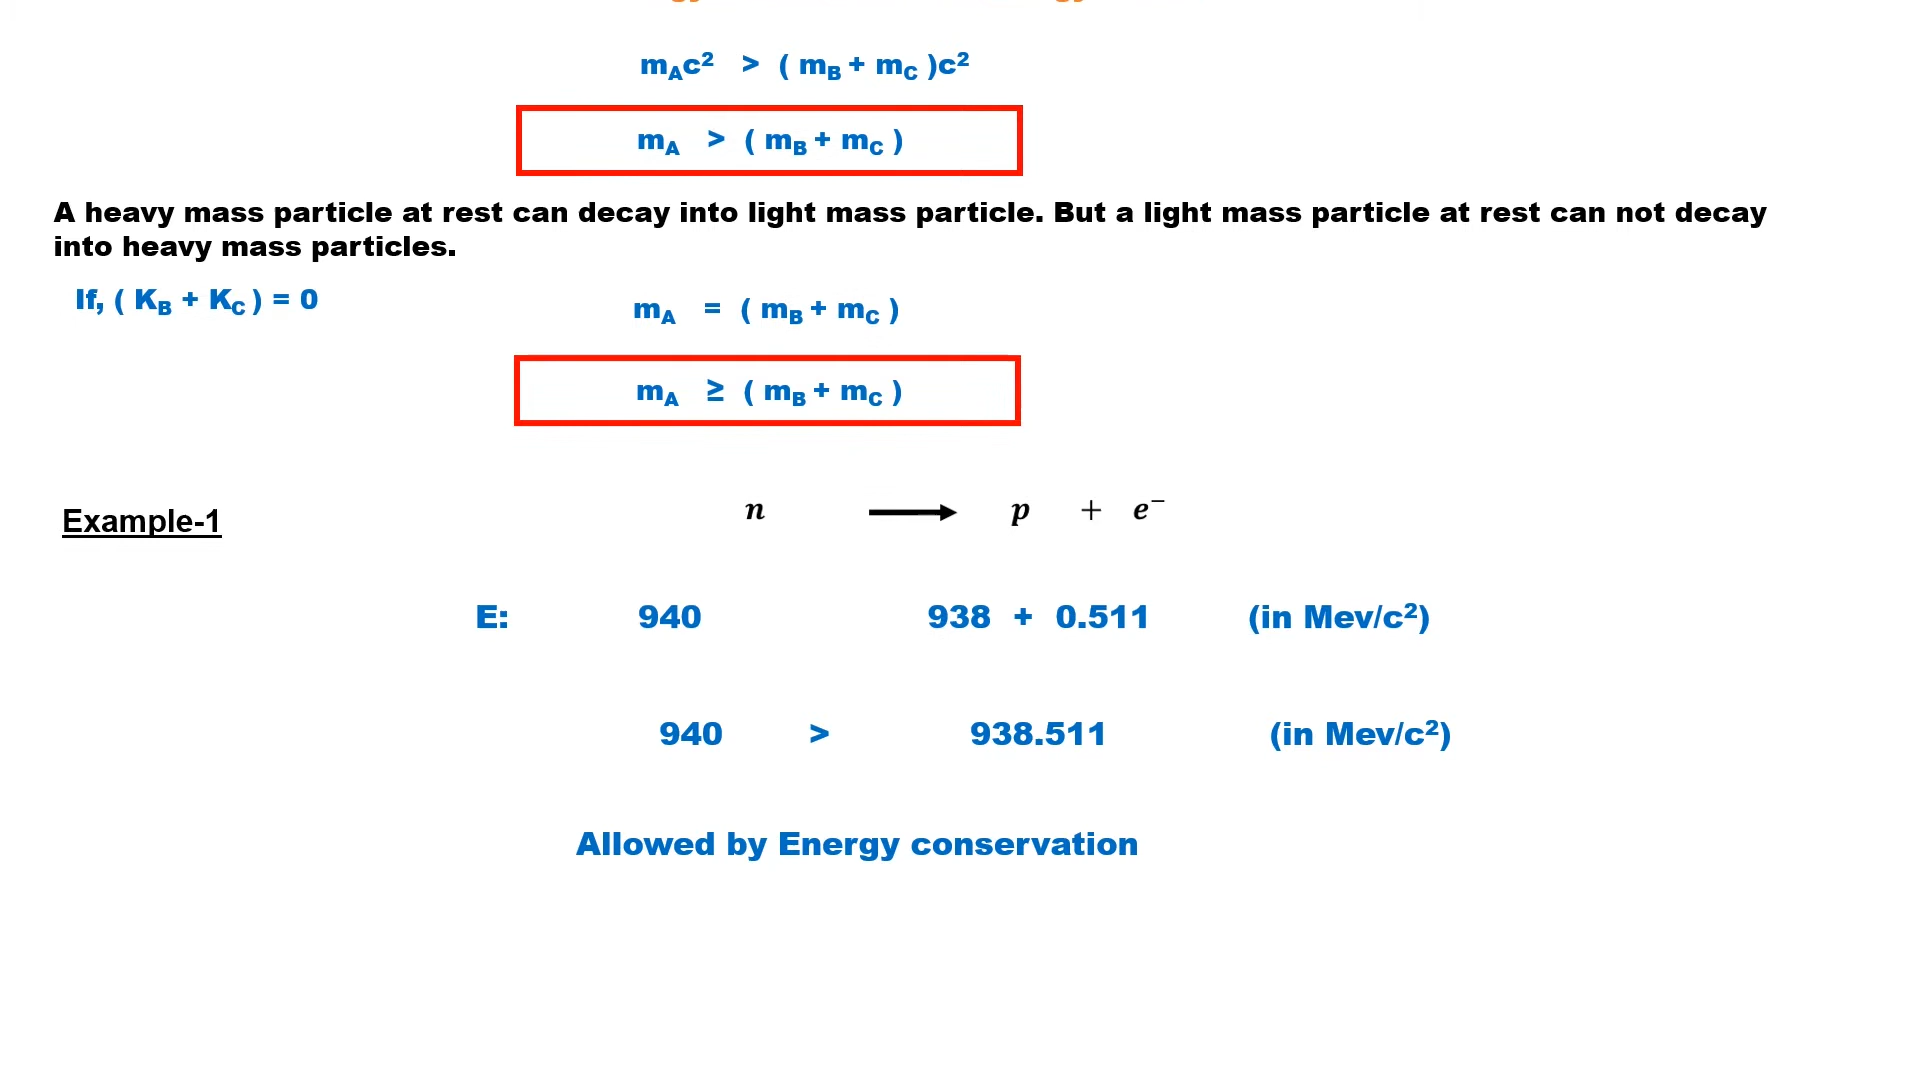 m_A c² > ( m_B + m_C )c²
m_A > ( m_B + m_C )
A heavy mass particle at rest can decay into light mass particle. But a light mass particle at rest can not decay
into heavy mass particles.
If, ( K_B + K_C ) = 0
m_A = ( m_B + m_C )
m_A ≥ ( m_B + m_C )
Example-1 n ⟶ p + e⁻
E: 940 938 + 0.511 (in Mev/c²)
940 > 938.511 (in Mev/c²)
Allowed by Energy conservation